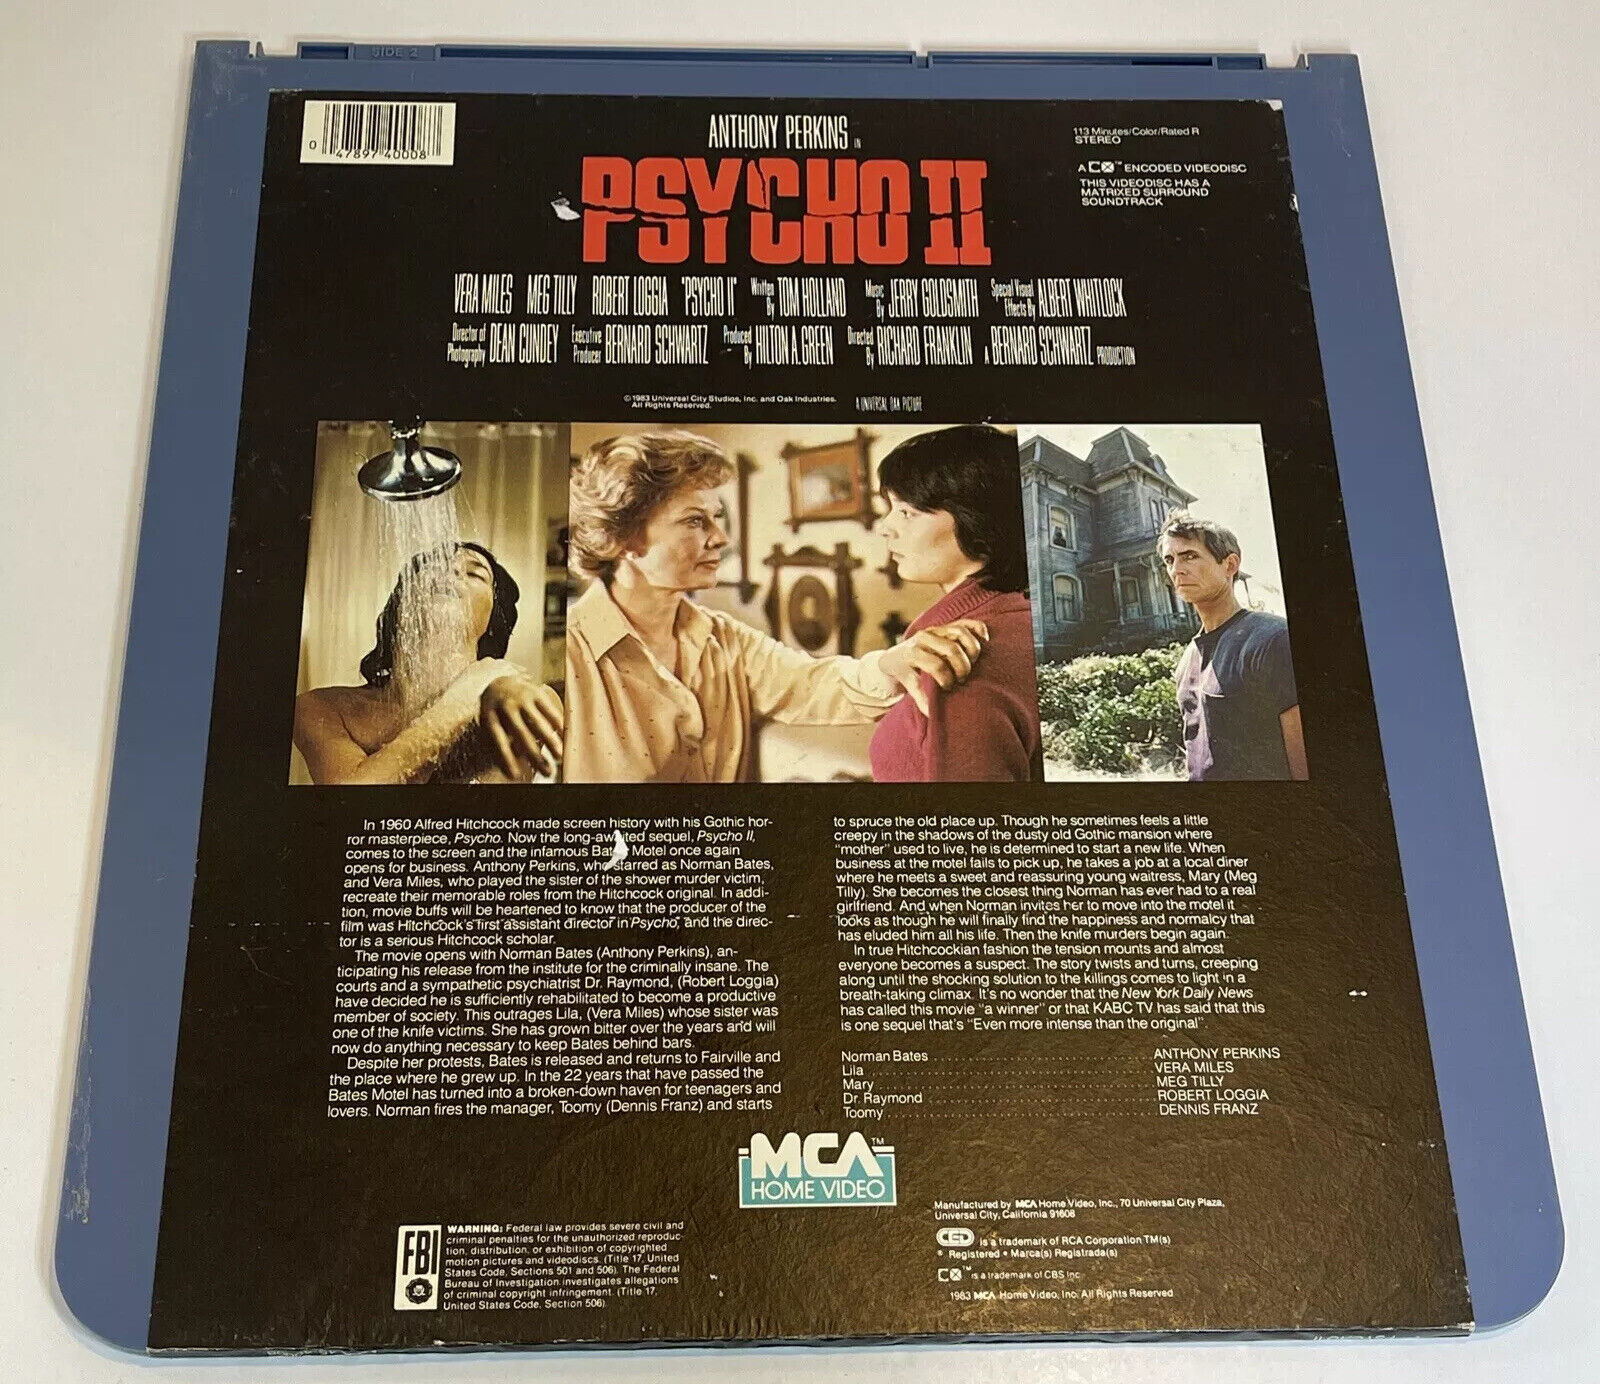 SIDE 2
0 47897 40008
ANTHONY PERKINS
IN
PSYCHO II
113 Minutes/Color/Rated R
STEREO
A CX™ ENCODED VIDEODISC
THIS VIDEODISC HAS A
MATRIXED SURROUND
SOUNDTRACK
VERA MILES MEG TILLY ROBERT LOGGIA "PSYCHO II" Written By TOM HOLLAND Music By JERRY GOLDSMITH Special Visual Effects By ALBERT WHITLOCK
Director of Photography DEAN CUNDEY Executive Producer BERNARD SCHWARTZ Produced By HILTON A. GREEN Directed By RICHARD FRANKLIN A BERNARD SCHWARTZ PRODUCTION
©1983 Universal City Studios, Inc. and Oak Industries.
All Rights Reserved.
A UNIVERSAL OAK PICTURE
In 1960 Alfred Hitchcock made screen history with his Gothic hor-
ror masterpiece, Psycho. Now the long-awaited sequel, Psycho II,
comes to the screen and the infamous Bates Motel once again
opens for business. Anthony Perkins, who starred as Norman Bates,
and Vera Miles, who played the sister of the shower murder victim,
recreate their memorable roles from the Hitchcock original. In addi-
tion, movie buffs will be heartened to know that the producer of the
film was Hitchcock's first assistant director in Psycho, and the direc-
tor is a serious Hitchcock scholar.
The movie opens with Norman Bates (Anthony Perkins), an-
ticipating his release from the institute for the criminally insane. The
courts and a sympathetic psychiatrist Dr. Raymond, (Robert Loggia)
have decided he is sufficiently rehabilitated to become a productive
member of society. This outrages Lila, (Vera Miles) whose sister was
one of the knife victims. She has grown bitter over the years and will
now do anything necessary to keep Bates behind bars.
Despite her protests, Bates is released and returns to Fairville and
the place where he grew up. In the 22 years that have passed the
Bates Motel has turned into a broken-down haven for teenagers and
lovers. Norman fires the manager, Toomy (Dennis Franz) and starts
to spruce the old place up. Though he sometimes feels a little
creepy in the shadows of the dusty old Gothic mansion where
"mother" used to live, he is determined to start a new life. When
business at the motel fails to pick up, he takes a job at a local diner
where he meets a sweet and reassuring young waitress, Mary (Meg
Tilly). She becomes the closest thing Norman has ever had to a real
girlfriend. And when Norman invites her to move into the motel it
looks as though he will finally find the happiness and normalcy that
has eluded him all his life. Then the knife murders begin again.
In true Hitchcockian fashion the tension mounts and almost
everyone becomes a suspect. The story twists and turns, creeping
along until the shocking solution to the killings comes to light in a
breath-taking climax. It's no wonder that the New York Daily News
has called this movie "a winner" or that KABC TV has said that this
is one sequel that's "Even more intense than the original".
Norman Bates ANTHONY PERKINS
Lila VERA MILES
Mary MEG TILLY
Dr. Raymond ROBERT LOGGIA
Toomy DENNIS FRANZ
MCA™
HOME VIDEO
FBI
WARNING: Federal law provides severe civil and
criminal penalties for the unauthorized reproduc-
tion, distribution, or exhibition of copyrighted
motion pictures and videodiscs. (Title 17, United
States Code, Sections 501 and 506). The Federal
Bureau of Investigation investigates allegations
of criminal copyright infringement. (Title 17,
United States Code, Section 506).
Manufactured by MCA Home Video, Inc., 70 Universal City Plaza,
Universal City, California 91608
CED is a trademark of RCA Corporation TM(s)
® Registered • Marca(s) Registrada(s)
CX™ is a trademark of CBS Inc.
1983 MCA Home Video, Inc. All Rights Reserved